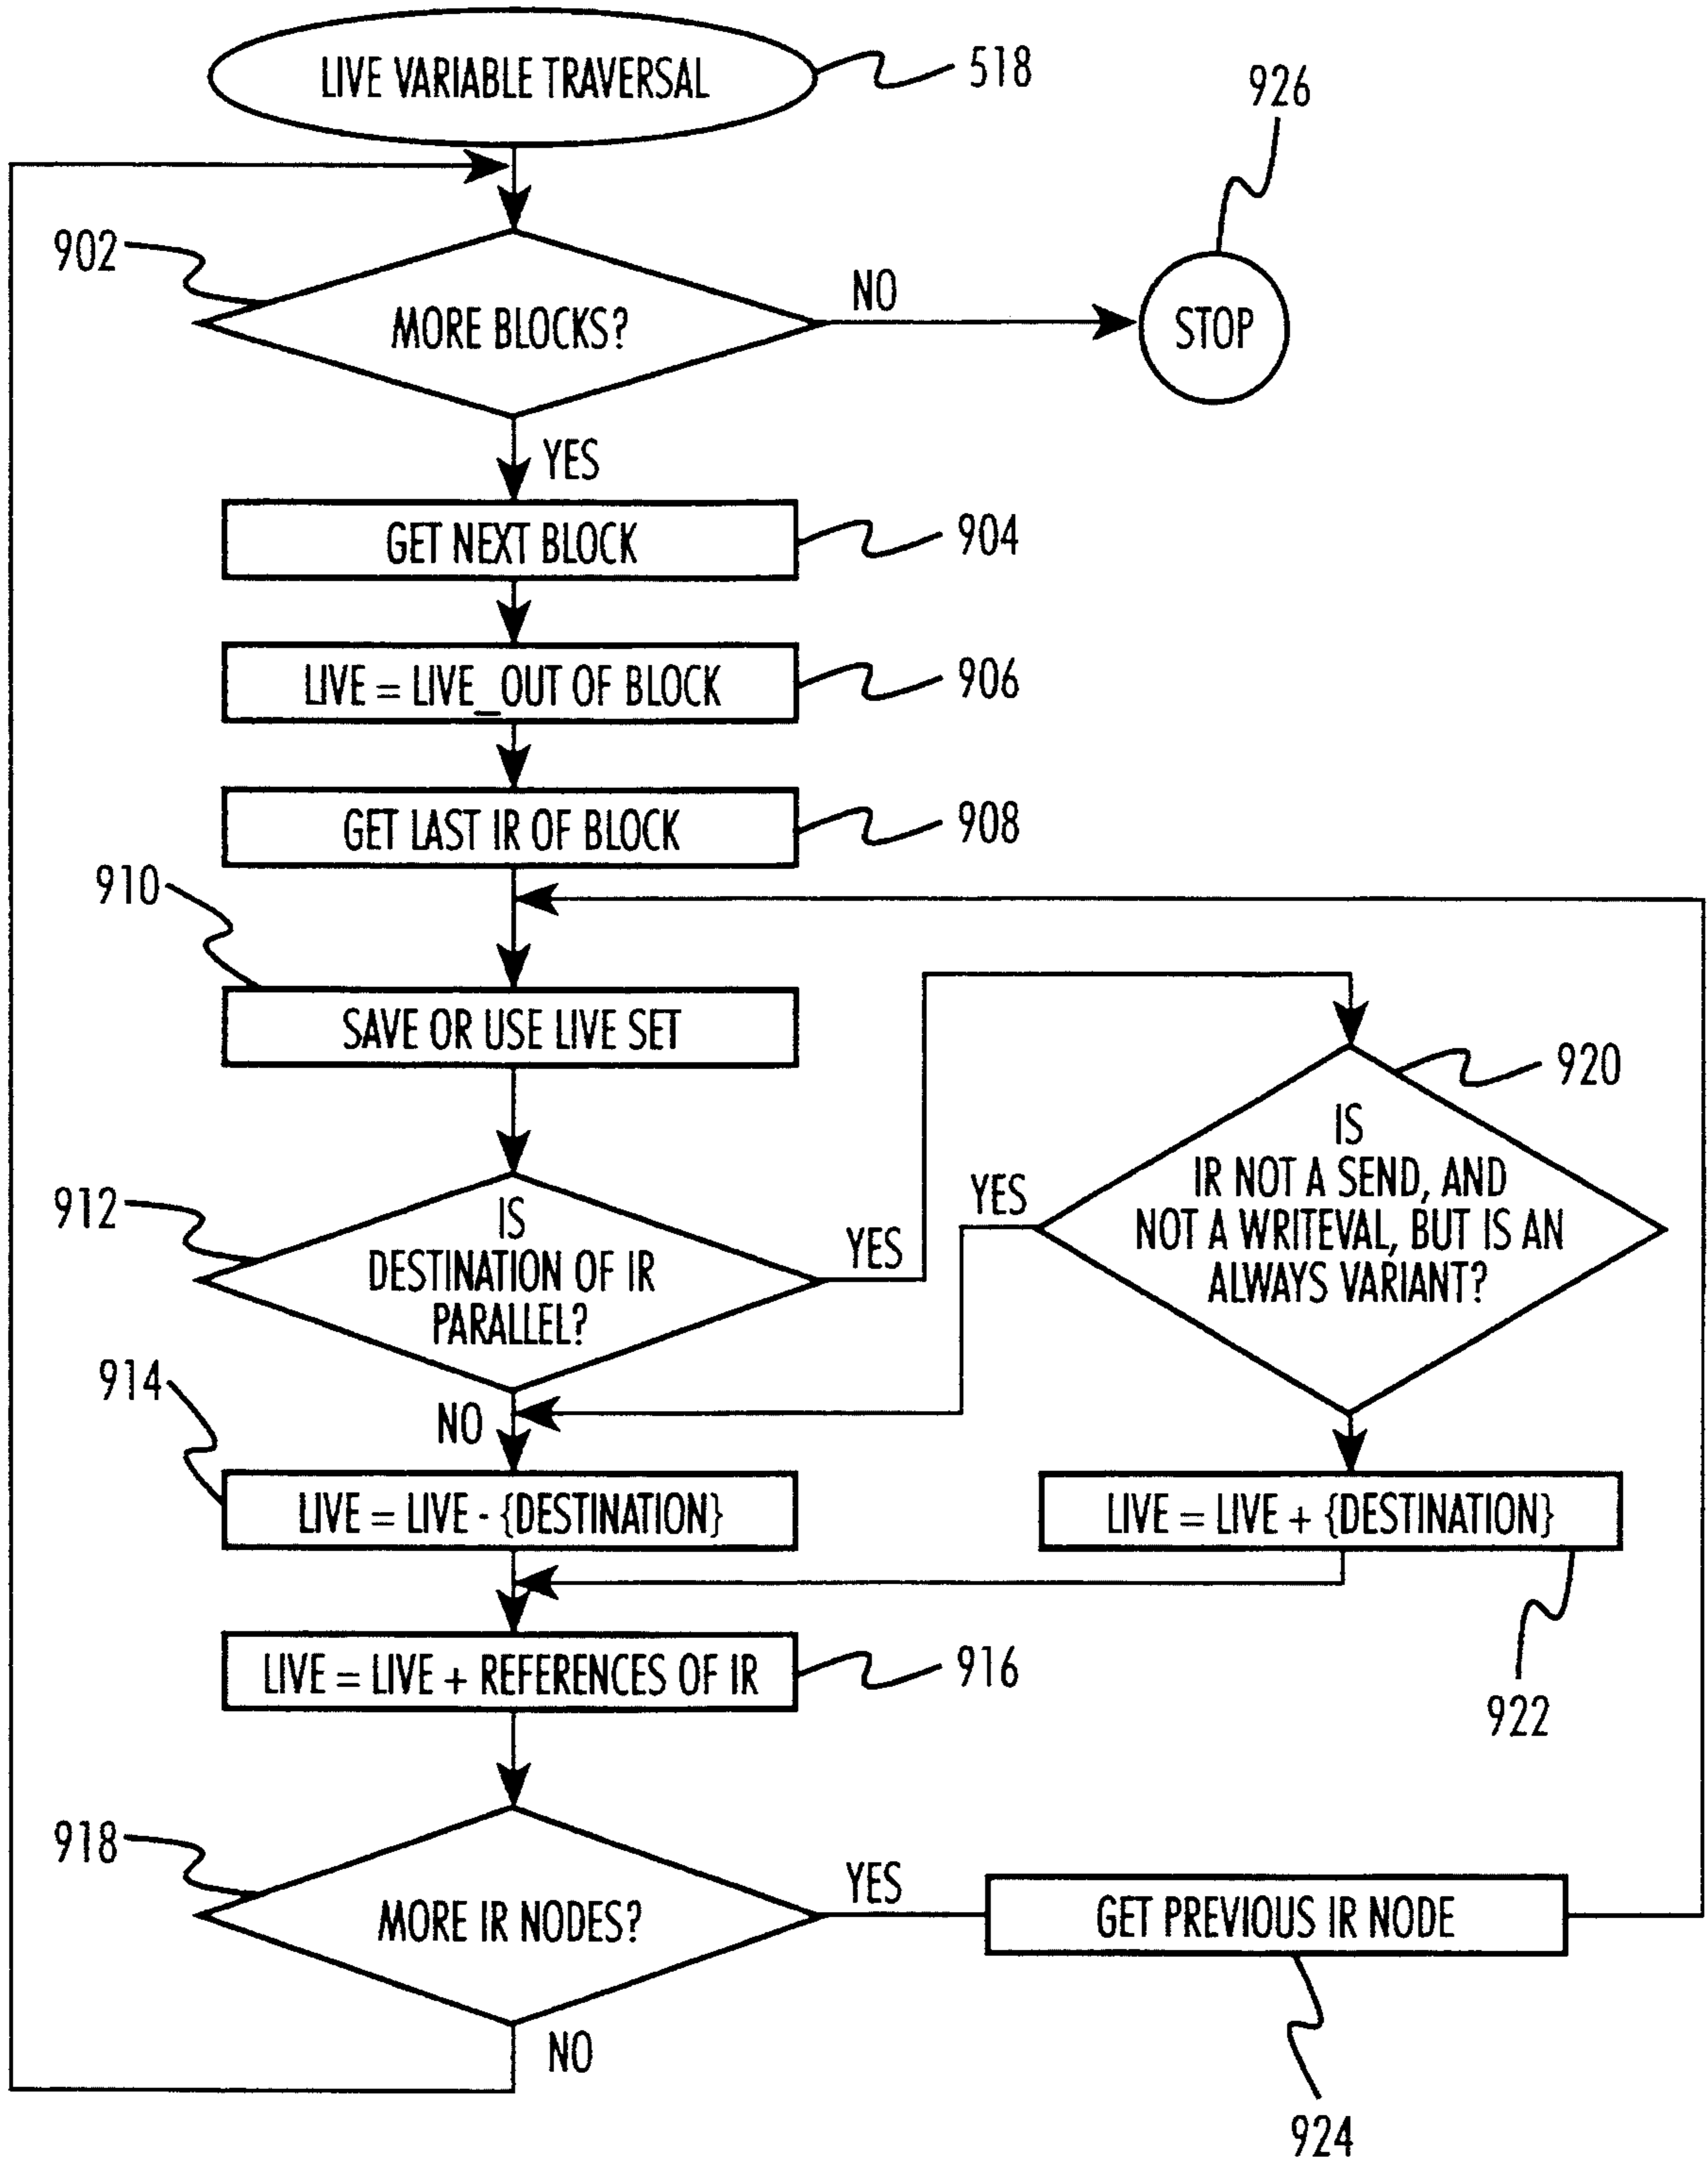 LIVE VARIABLE TRAVERSAL
518
926
902
MORE BLOCKS?
NO
STOP
YES
GET NEXT BLOCK
904
LIVE = LIVE_OUT OF BLOCK
906
GET LAST IR OF BLOCK
908
910
SAVE OR USE LIVE SET
920
912
IS
DESTINATION OF IR
PARALLEL?
YES
IS
IR NOT A SEND, AND
NOT A WRITEVAL, BUT IS AN
ALWAYS VARIANT?
YES
914
NO
LIVE = LIVE - {DESTINATION}
LIVE = LIVE + {DESTINATION}
922
LIVE = LIVE + REFERENCES OF IR
916
918
MORE IR NODES?
YES
GET PREVIOUS IR NODE
924
NO